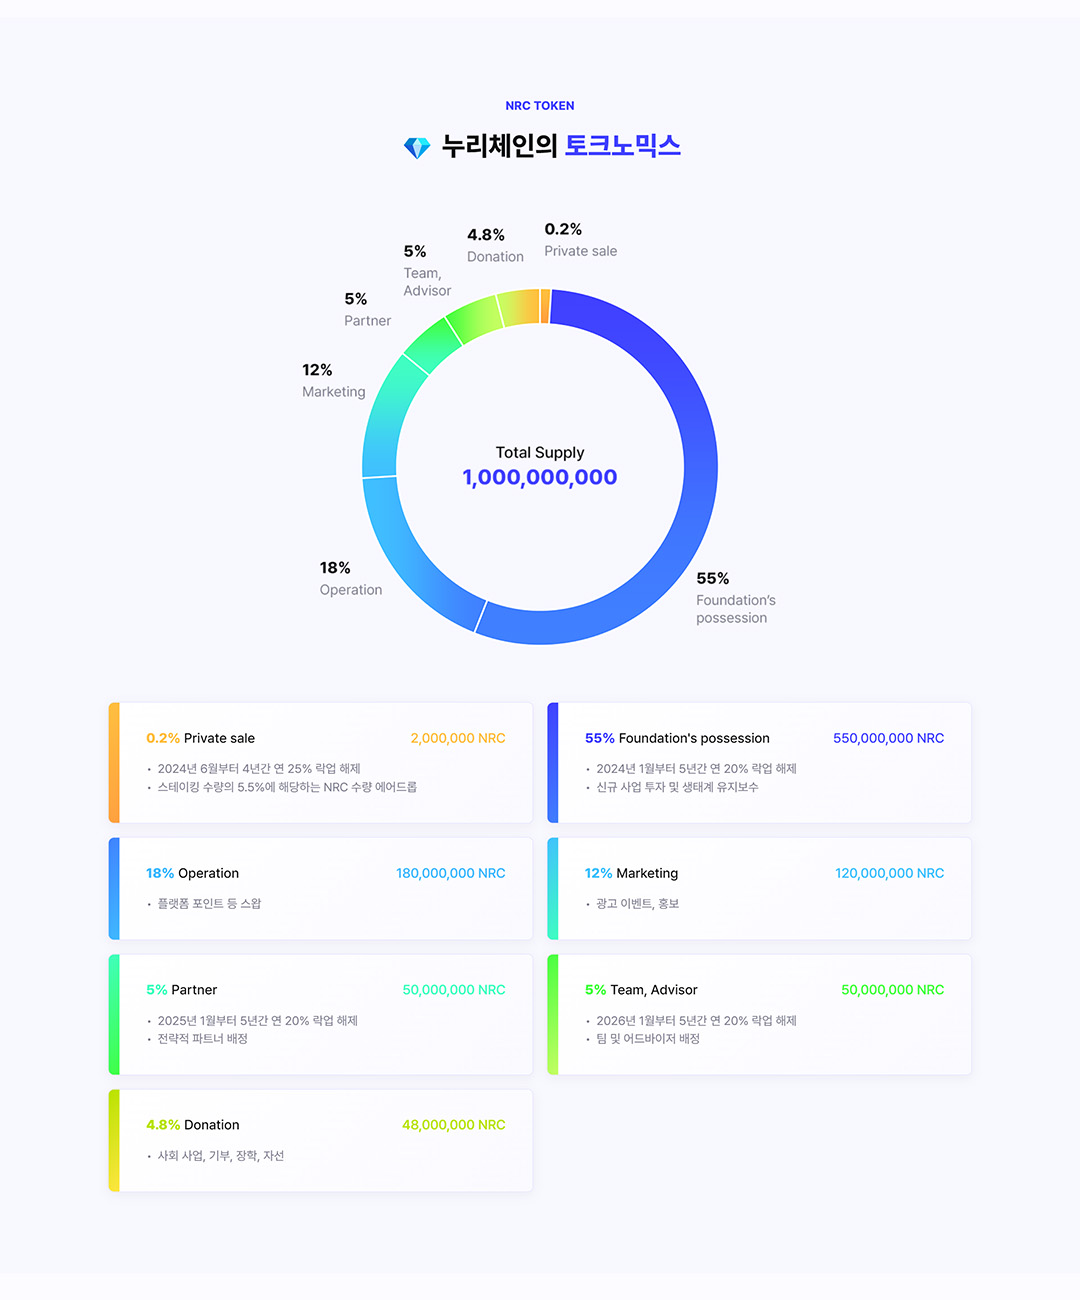 NRC TOKEN
누리체인의 토크노믹스
0.2%
Private sale
4.8%
Donation
5%
Team,
Advisor
5%
Partner
12%
Marketing
Total Supply
1,000,000,000
18%
Operation
55%
Foundation’s
possession
0.2% Private sale 2,000,000 NRC
• 2024년 6월부터 4년간 연 25% 락업 해제
• 스테이킹 수량의 5.5%에 해당하는 NRC 수량 에어드롭
55% Foundation's possession 550,000,000 NRC
• 2024년 1월부터 5년간 연 20% 락업 해제
• 신규 사업 투자 및 생태계 유지보수
18% Operation 180,000,000 NRC
• 플랫폼 포인트 등 스왑
12% Marketing 120,000,000 NRC
• 광고 이벤트, 홍보
5% Partner 50,000,000 NRC
• 2025년 1월부터 5년간 연 20% 락업 해제
• 전략적 파트너 배정
5% Team, Advisor 50,000,000 NRC
• 2026년 1월부터 5년간 연 20% 락업 해제
• 팀 및 어드바이저 배정
4.8% Donation 48,000,000 NRC
• 사회 사업, 기부, 장학, 자선